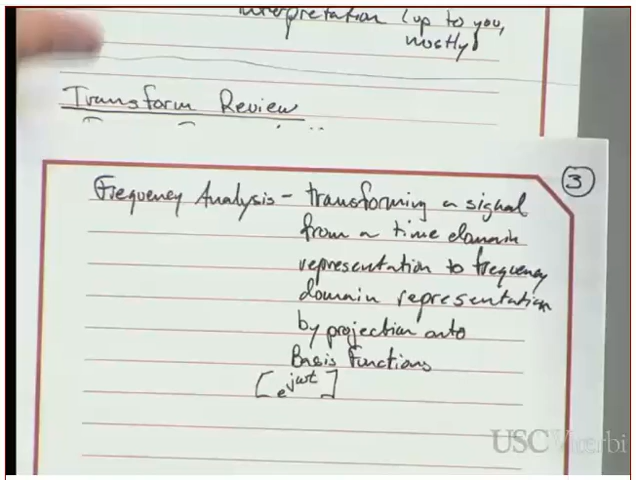 interpretation (up to you,
mostly)
Transform Review
3
Frequency Analysis - transforming a signal
from a time domain
representation to frequency
domain representation
by projection onto
Basis Functions
[e^jωt]
USC Viterbi